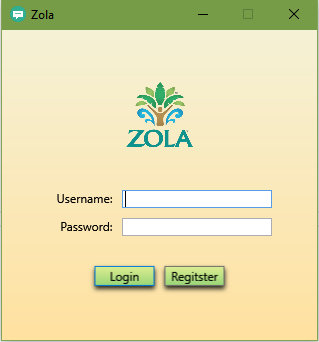 Zola
ZOLA
Username:
Password:
Login
Regitster